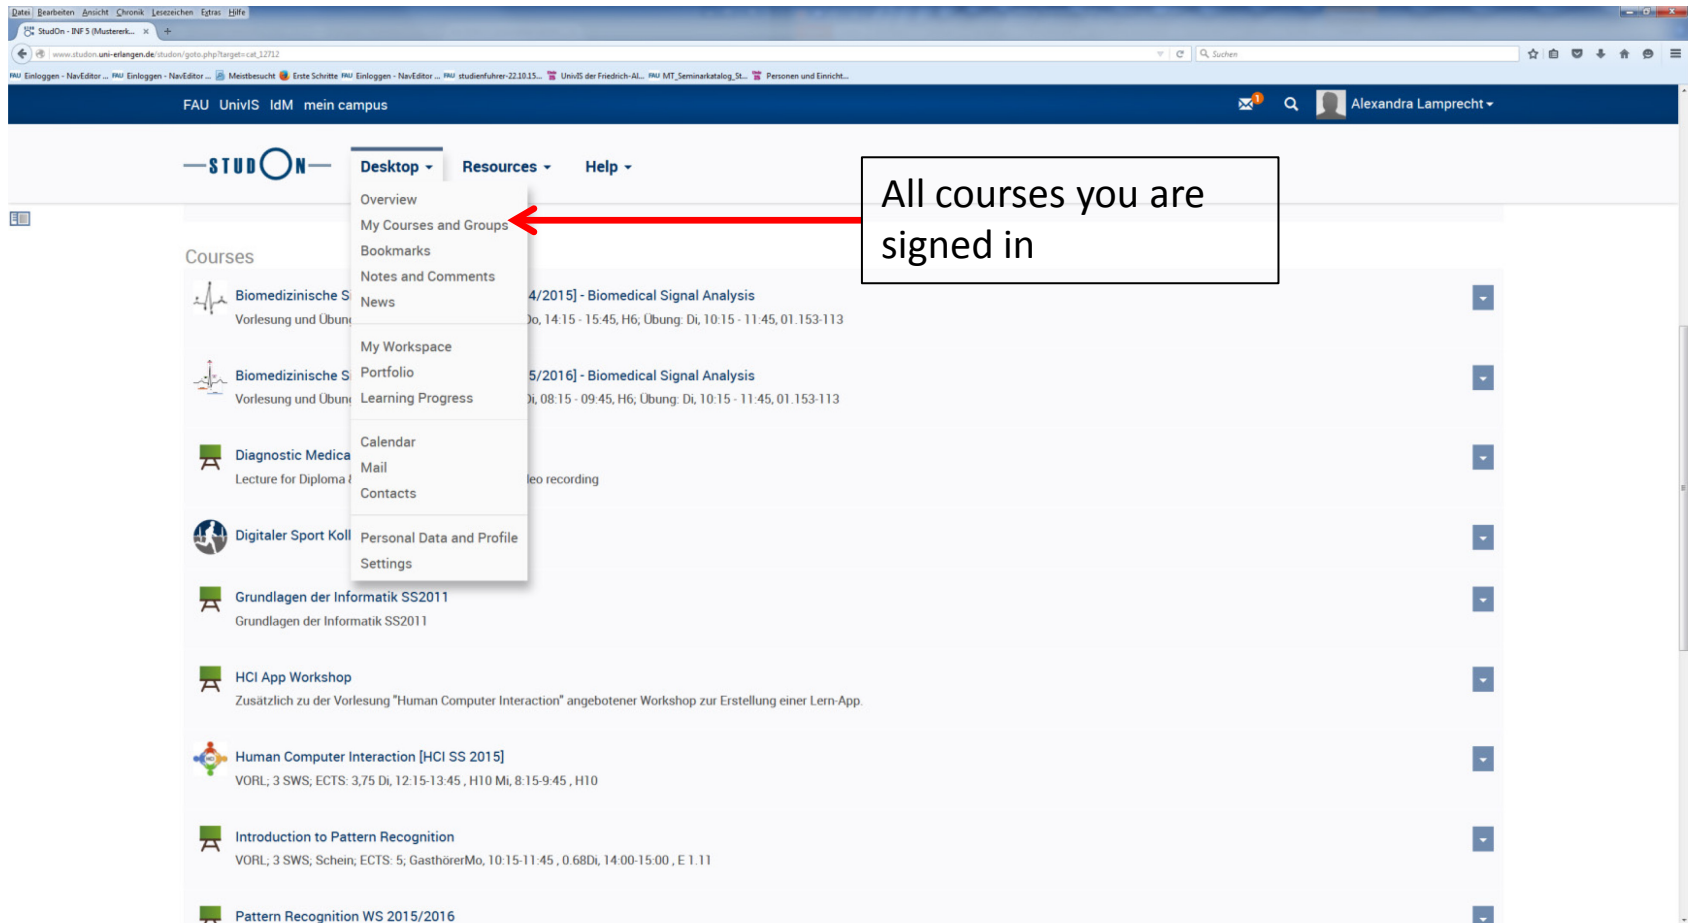 Datei Bearbeiten Ansicht Chronik Lesezeichen Extras Hilfe
StudOn - INF 5 (Mustererk... × +
www.studon.uni-erlangen.de/studon/goto.php?target=cat_12712
Suchen
FAU Einloggen - NavEditor ... FAU Einloggen - NavEditor ... Meistbesucht Erste Schritte FAU Einloggen - NavEditor ... FAU studienfuhrer-22.10.15... UnivIS der Friedrich-Al... FAU MT_Seminarkatalog_St... Personen und Einricht...
FAU UnivIS IdM mein campus
1
Alexandra Lamprecht
STUDON
Desktop
Resources
Help
All courses you are
signed in
Overview
My Courses and Groups
Bookmarks
Notes and Comments
News
My Workspace
Portfolio
Learning Progress
Calendar
Mail
Contacts
Personal Data and Profile
Settings
Courses
Biomedizinische S 4/2015] - Biomedical Signal Analysis
Vorlesung und Übung Do, 14:15 - 15:45, H6; Übung: Di, 10:15 - 11:45, 01.153-113
Biomedizinische S 5/2016] - Biomedical Signal Analysis
Vorlesung und Übung Di, 08:15 - 09:45, H6; Übung: Di, 10:15 - 11:45, 01.153-113
Diagnostic Medica
Lecture for Diploma & deo recording
Digitaler Sport Koll
Grundlagen der Informatik SS2011
Grundlagen der Informatik SS2011
HCI App Workshop
Zusätzlich zu der Vorlesung "Human Computer Interaction" angebotener Workshop zur Erstellung einer Lern-App.
Human Computer Interaction [HCI SS 2015]
VORL; 3 SWS; ECTS: 3,75 Di, 12:15-13:45 , H10 Mi, 8:15-9:45 , H10
Introduction to Pattern Recognition
VORL; 3 SWS; Schein; ECTS: 5; GasthörerMo, 10:15-11:45 , 0.68Di, 14:00-15:00 , E 1.11
Pattern Recognition WS 2015/2016